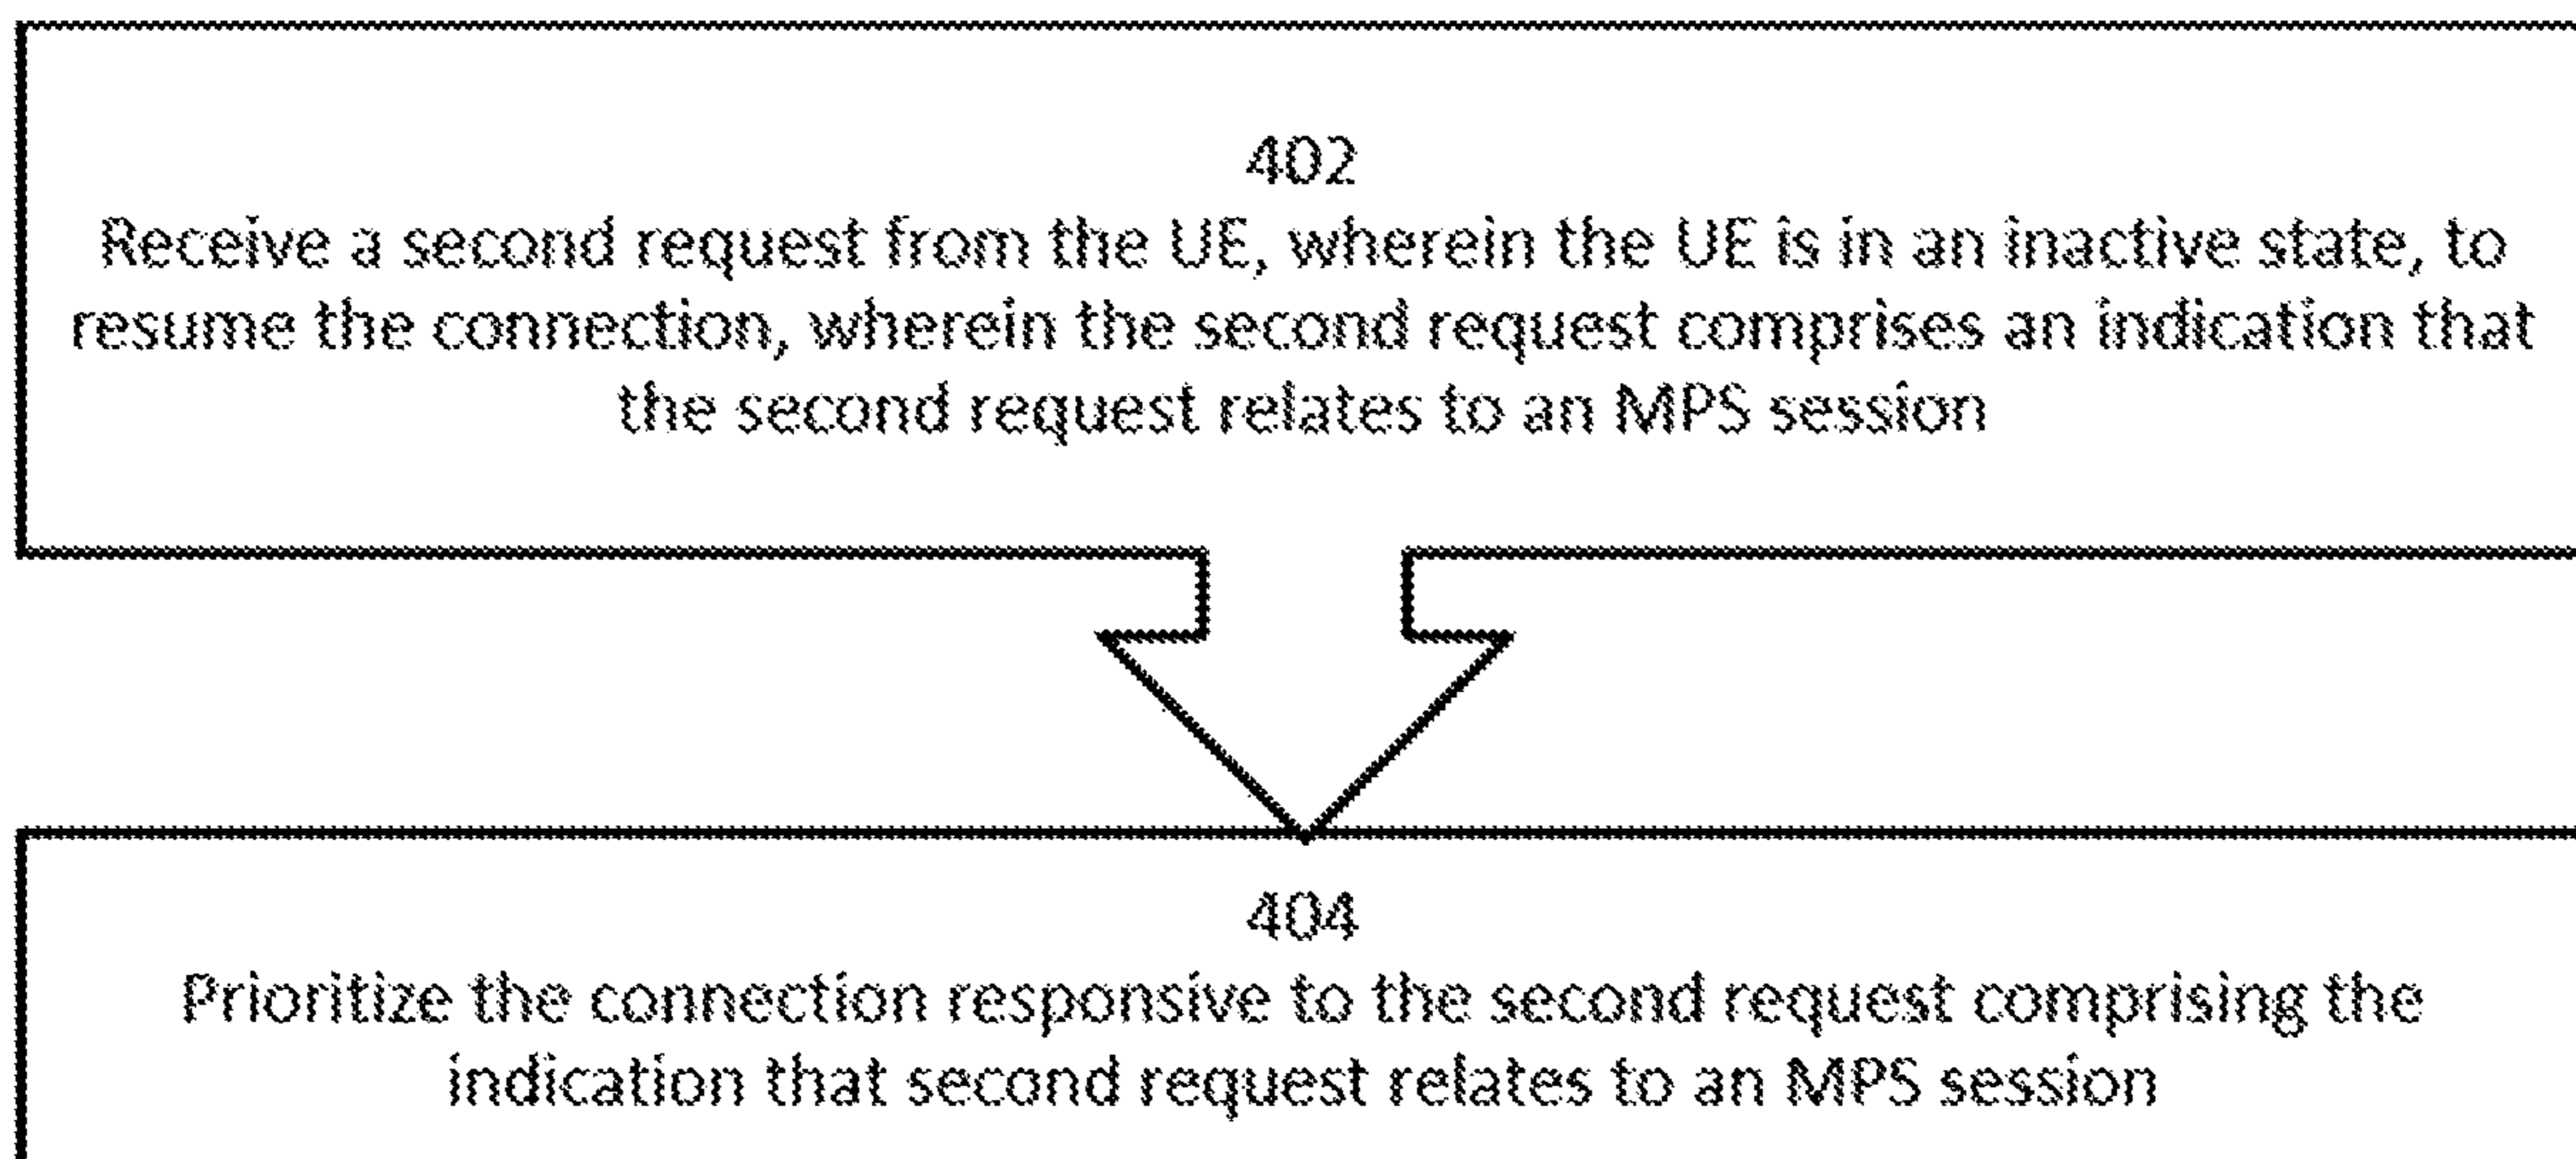 402
Receive a second request from the UE, wherein the UE is in an inactive state, to
resume the connection, wherein the second request comprises an indication that
the second request relates to an MPS session
404
Prioritize the connection responsive to the second request comprising the
indication that second request relates to an MPS session